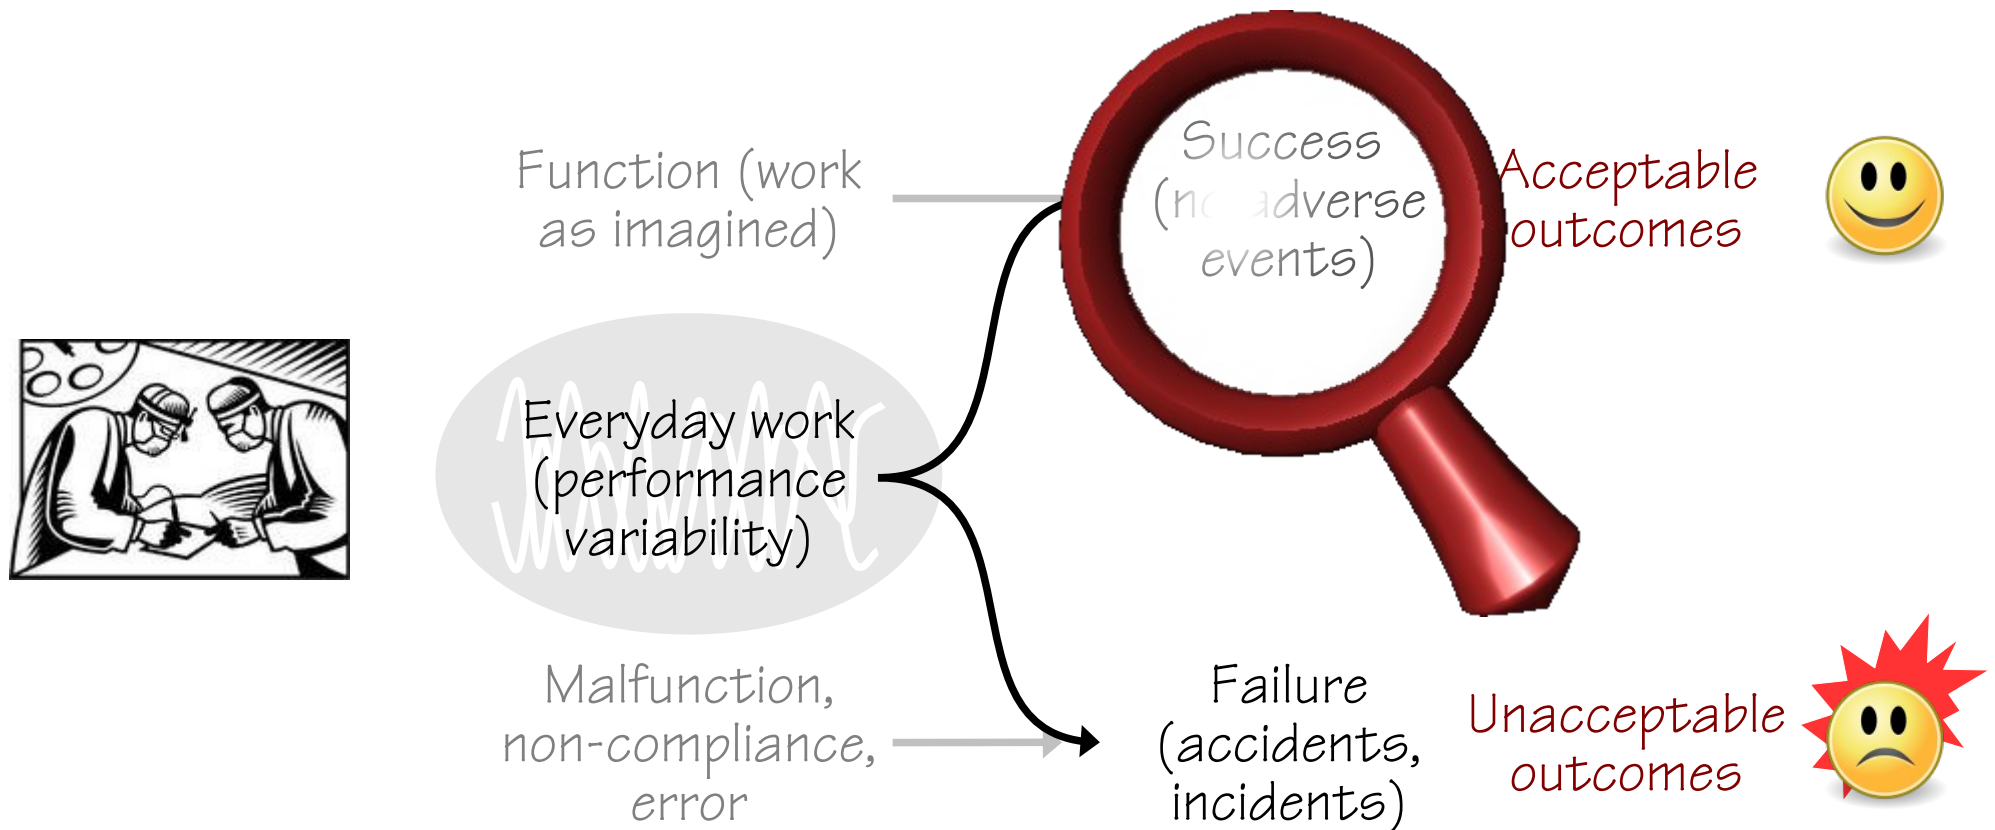 Function (work
as imagined)
Success
(no adverse
events)
Acceptable
outcomes
Everyday work
(performance
variability)
Malfunction,
non-compliance,
error
Failure
(accidents,
incidents)
Unacceptable
outcomes